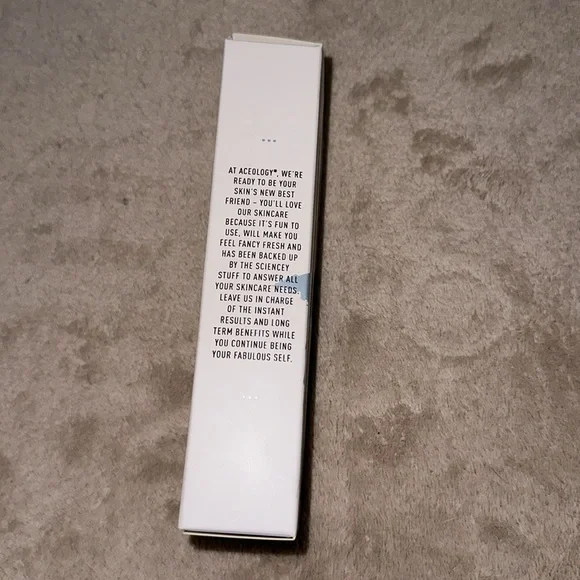 AT ACEOLOGY®, WE'RE
READY TO BE YOUR
SKIN'S NEW BEST
FRIEND – YOU'LL LOVE
OUR SKINCARE
BECAUSE IT'S FUN TO
USE, WILL MAKE YOU
FEEL FANCY FRESH AND
HAS BEEN BACKED UP
BY THE SCIENCEY
STUFF TO ANSWER ALL
YOUR SKINCARE NEEDS.
LEAVE US IN CHARGE
OF THE INSTANT
RESULTS AND LONG
TERM BENEFITS WHILE
YOU CONTINUE BEING
YOUR FABULOUS SELF.